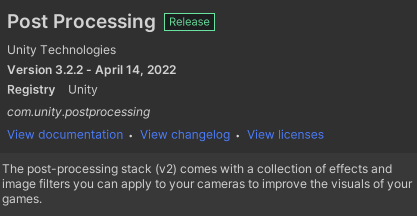 Post Processing Release
Unity Technologies
Version 3.2.2 - April 14, 2022
Registry Unity
com.unity.postprocessing
View documentation • View changelog • View licenses
The post-processing stack (v2) comes with a collection of effects and
image filters you can apply to your cameras to improve the visuals of your
games.